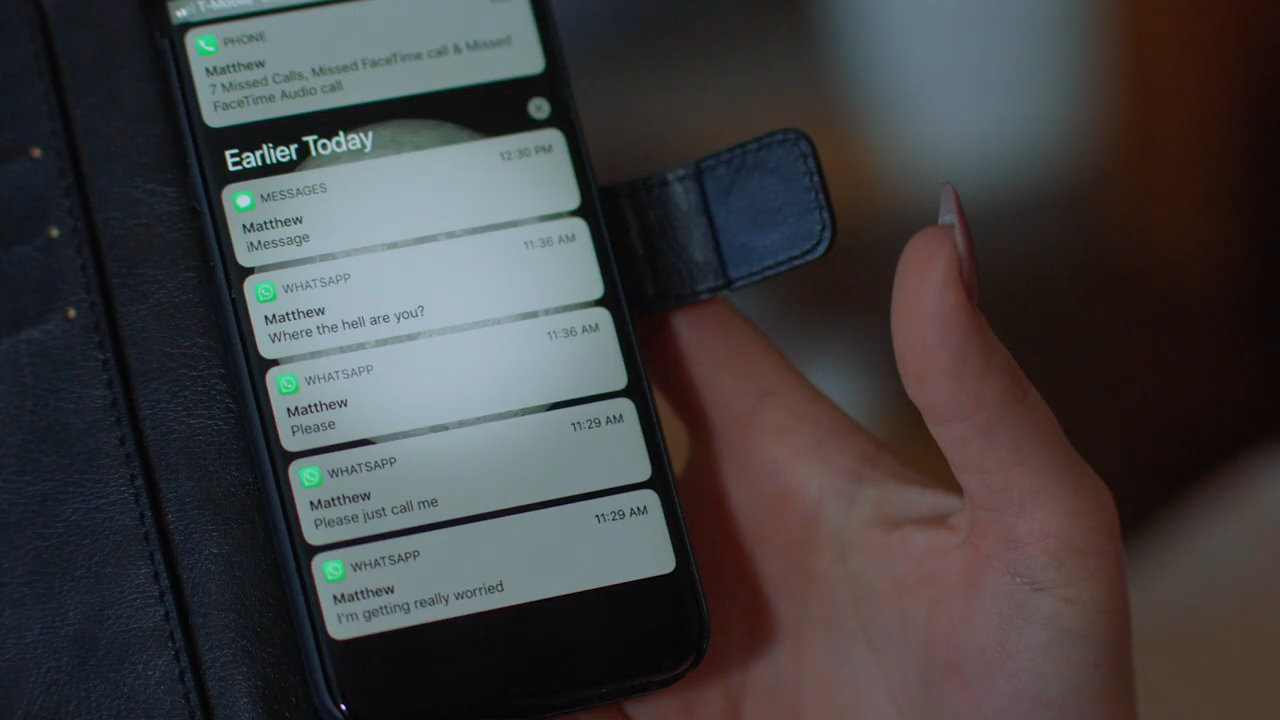 T-Mobile
PHONE
Matthew
7 Missed Calls, Missed FaceTime call & Missed
FaceTime Audio call
Earlier Today
MESSAGES 12:30 PM
Matthew
iMessage
WHATSAPP 11:36 AM
Matthew
Where the hell are you?
WHATSAPP 11:36 AM
Matthew
Please
WHATSAPP 11:29 AM
Matthew
Please just call me
WHATSAPP 11:29 AM
Matthew
I'm getting really worried